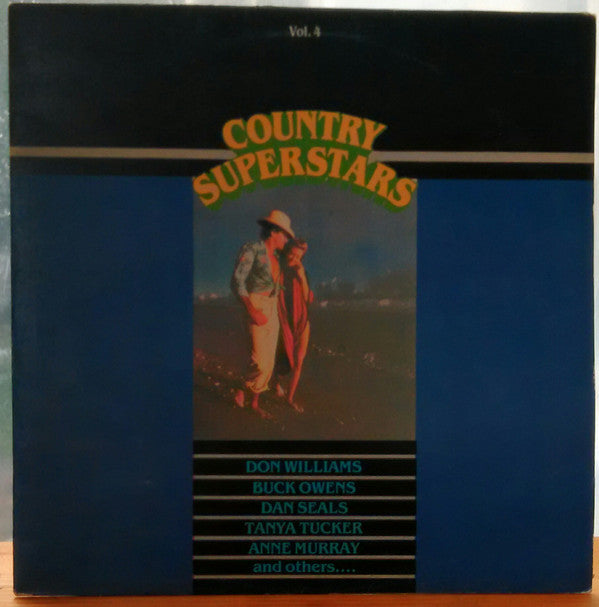 Vol. 4
COUNTRY
SUPERSTARS
DON WILLIAMS
BUCK OWENS
DAN SEALS
TANYA TUCKER
ANNE MURRAY
and others....